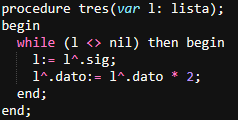 procedure tres(var l: lista);
begin
  while (l <> nil) then begin
    l:= l^.sig;
    l^.dato:= l^.dato * 2;
  end;
end;